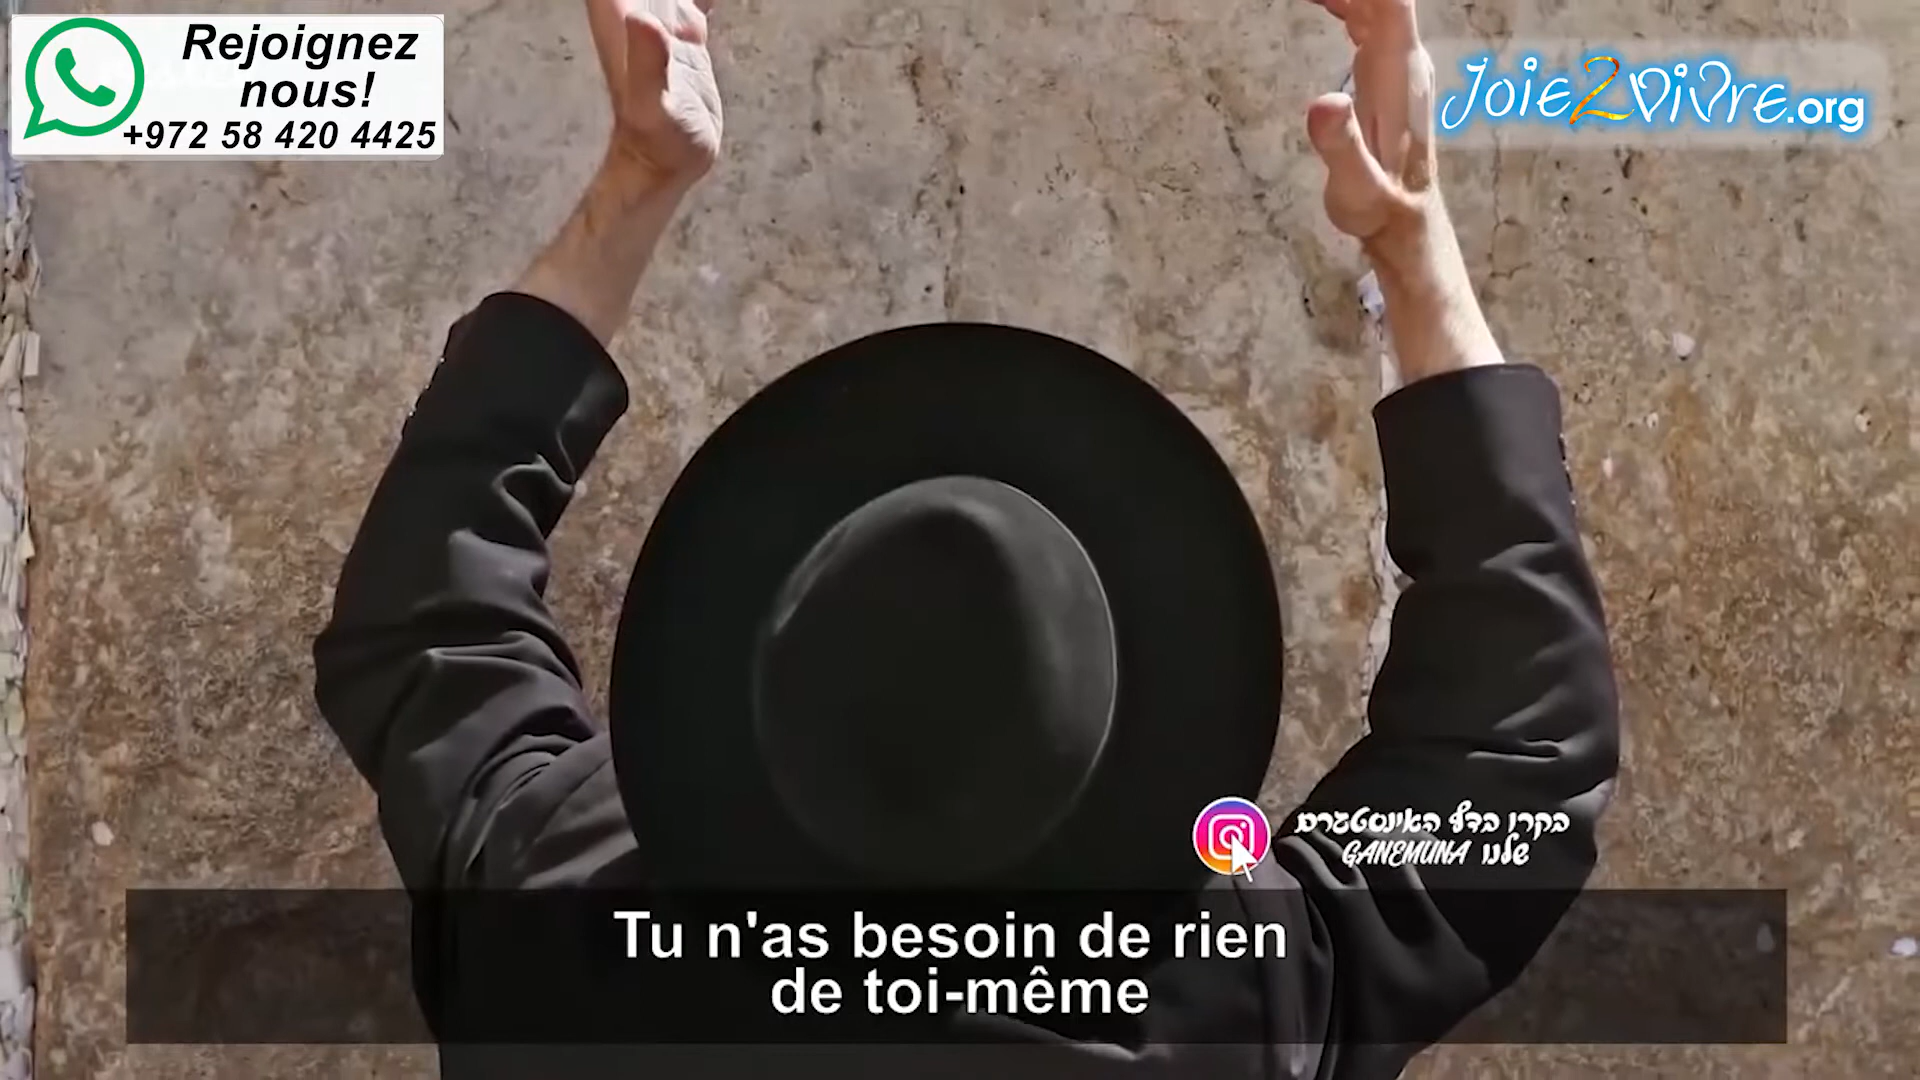 Rejoignez
nous!
+972 58 420 4425
Joie2vivre.org
בקרו בדף האינסטגרם
שלנו GANEMUNA
Tu n'as besoin de rien
de toi-même